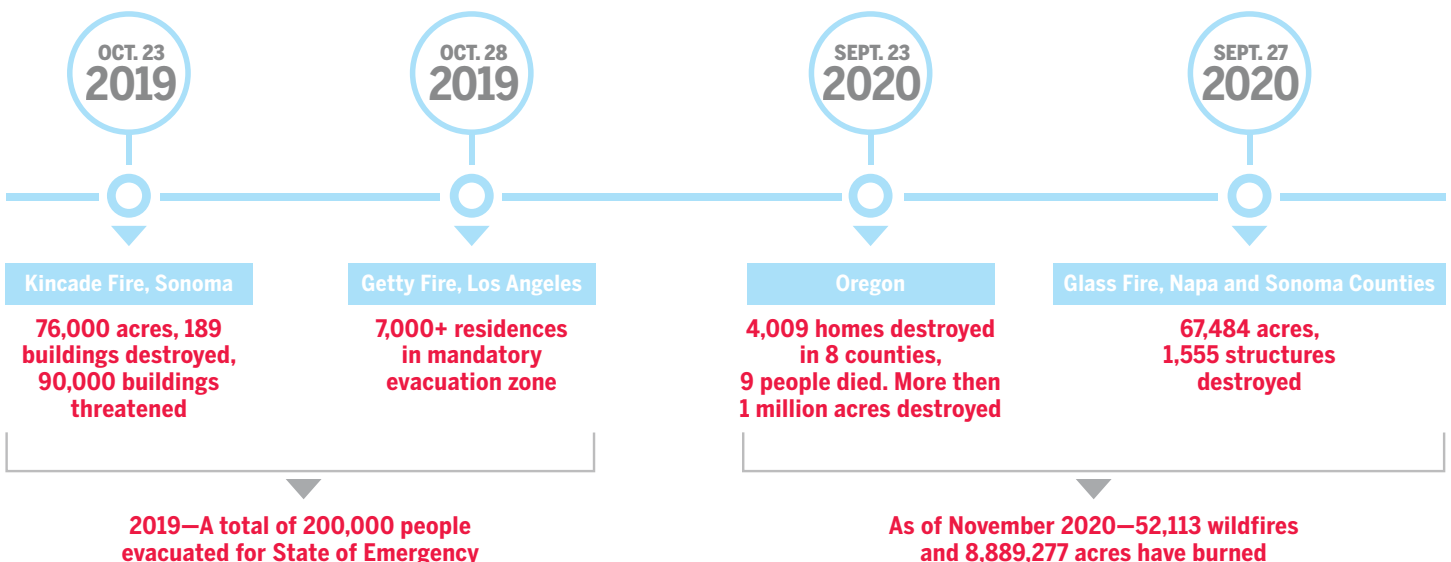 OCT. 23
2019
OCT. 28
2019
SEPT. 23
2020
SEPT. 27
2020
Kincade Fire, Sonoma
76,000 acres, 189
buildings destroyed,
90,000 buildings
threatened
Getty Fire, Los Angeles
7,000+ residences
in mandatory
evacuation zone
Oregon
4,009 homes destroyed
in 8 counties,
9 people died. More then
1 million acres destroyed
Glass Fire, Napa and Sonoma Counties
67,484 acres,
1,555 structures
destroyed
2019—A total of 200,000 people
evacuated for State of Emergency
As of November 2020—52,113 wildfires
and 8,889,277 acres have burned